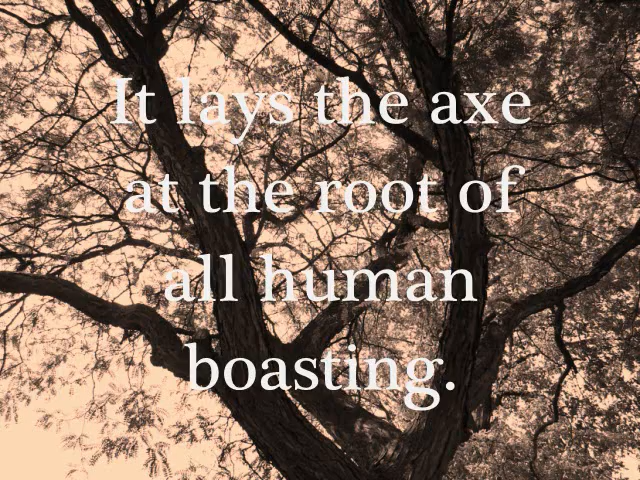 It lays the axe
at the root of
all human
boasting.